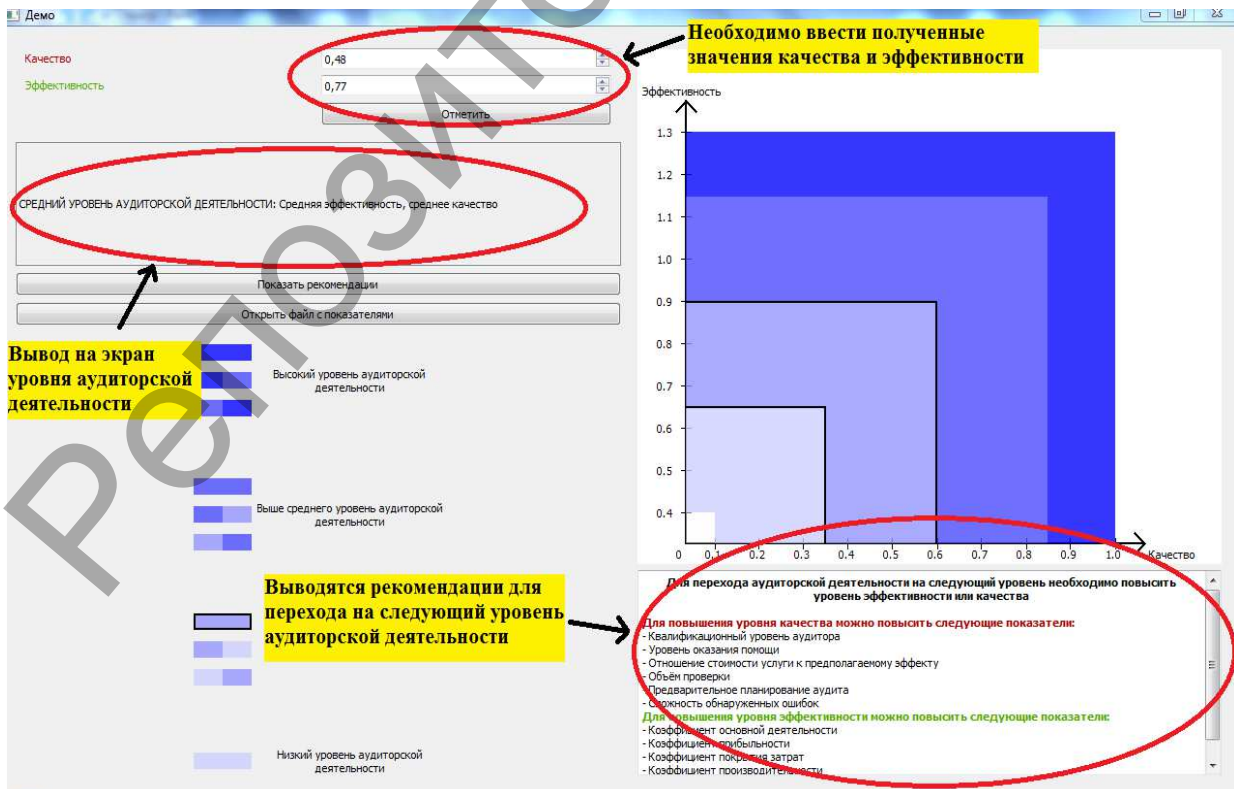 Демо
Необходимо ввести полученные
значения качества и эффективности
Качество
0,48
Эффективность
0,77
Отметить
СРЕДНИЙ УРОВЕНЬ АУДИТОРСКОЙ ДЕЯТЕЛЬНОСТИ: Средняя эффективность, среднее качество
Показать рекомендации
Открыть файл с показателями
Вывод на экран
уровня аудиторской
деятельности
Высокий уровень аудиторской
деятельности
Выше среднего уровень аудиторской
деятельности
Выводятся рекомендации для
перехода на следующий уровень
аудиторской деятельности
Низкий уровень аудиторской
деятельности
Эффективность
1.3
1.2
1.1
1.0
0.9
0.8
0.7
0.6
0.5
0.4
0 0.1 0.2 0.3 0.4 0.5 0.6 0.7 0.8 0.9 1.0 Качество
Для перехода аудиторской деятельности на следующий уровень необходимо повысить
уровень эффективности или качества
Для повышения уровня качества можно повысить следующие показатели:
- Квалификационный уровень аудитора
- Уровень оказания помощи
- Отношение стоимости услуги к предполагаемому эффекту
- Объём проверки
- Предварительное планирование аудита
- Сложность обнаруженных ошибок
Для повышения уровня эффективности можно повысить следующие показатели:
- Коэффициент основной деятельности
- Коэффициент прибыльности
- Коэффициент покрытия затрат
- Коэффициент производительности
Репозит